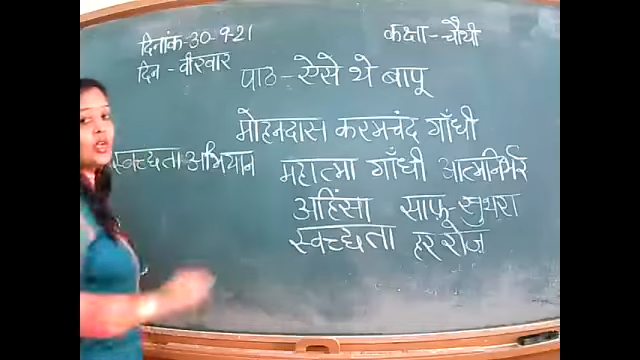 दिनांक-30-9-21
कक्षा-चौथी
दिन - वीरवार
पाठ-ऐसे थे बापू
मोहनदास करमचंद गाँधी
स्वच्छता अभियान
महात्मा गाँधी आत्मनिर्भर
अहिंसा साफ़-सुथरा
स्वच्छता हर रोज़